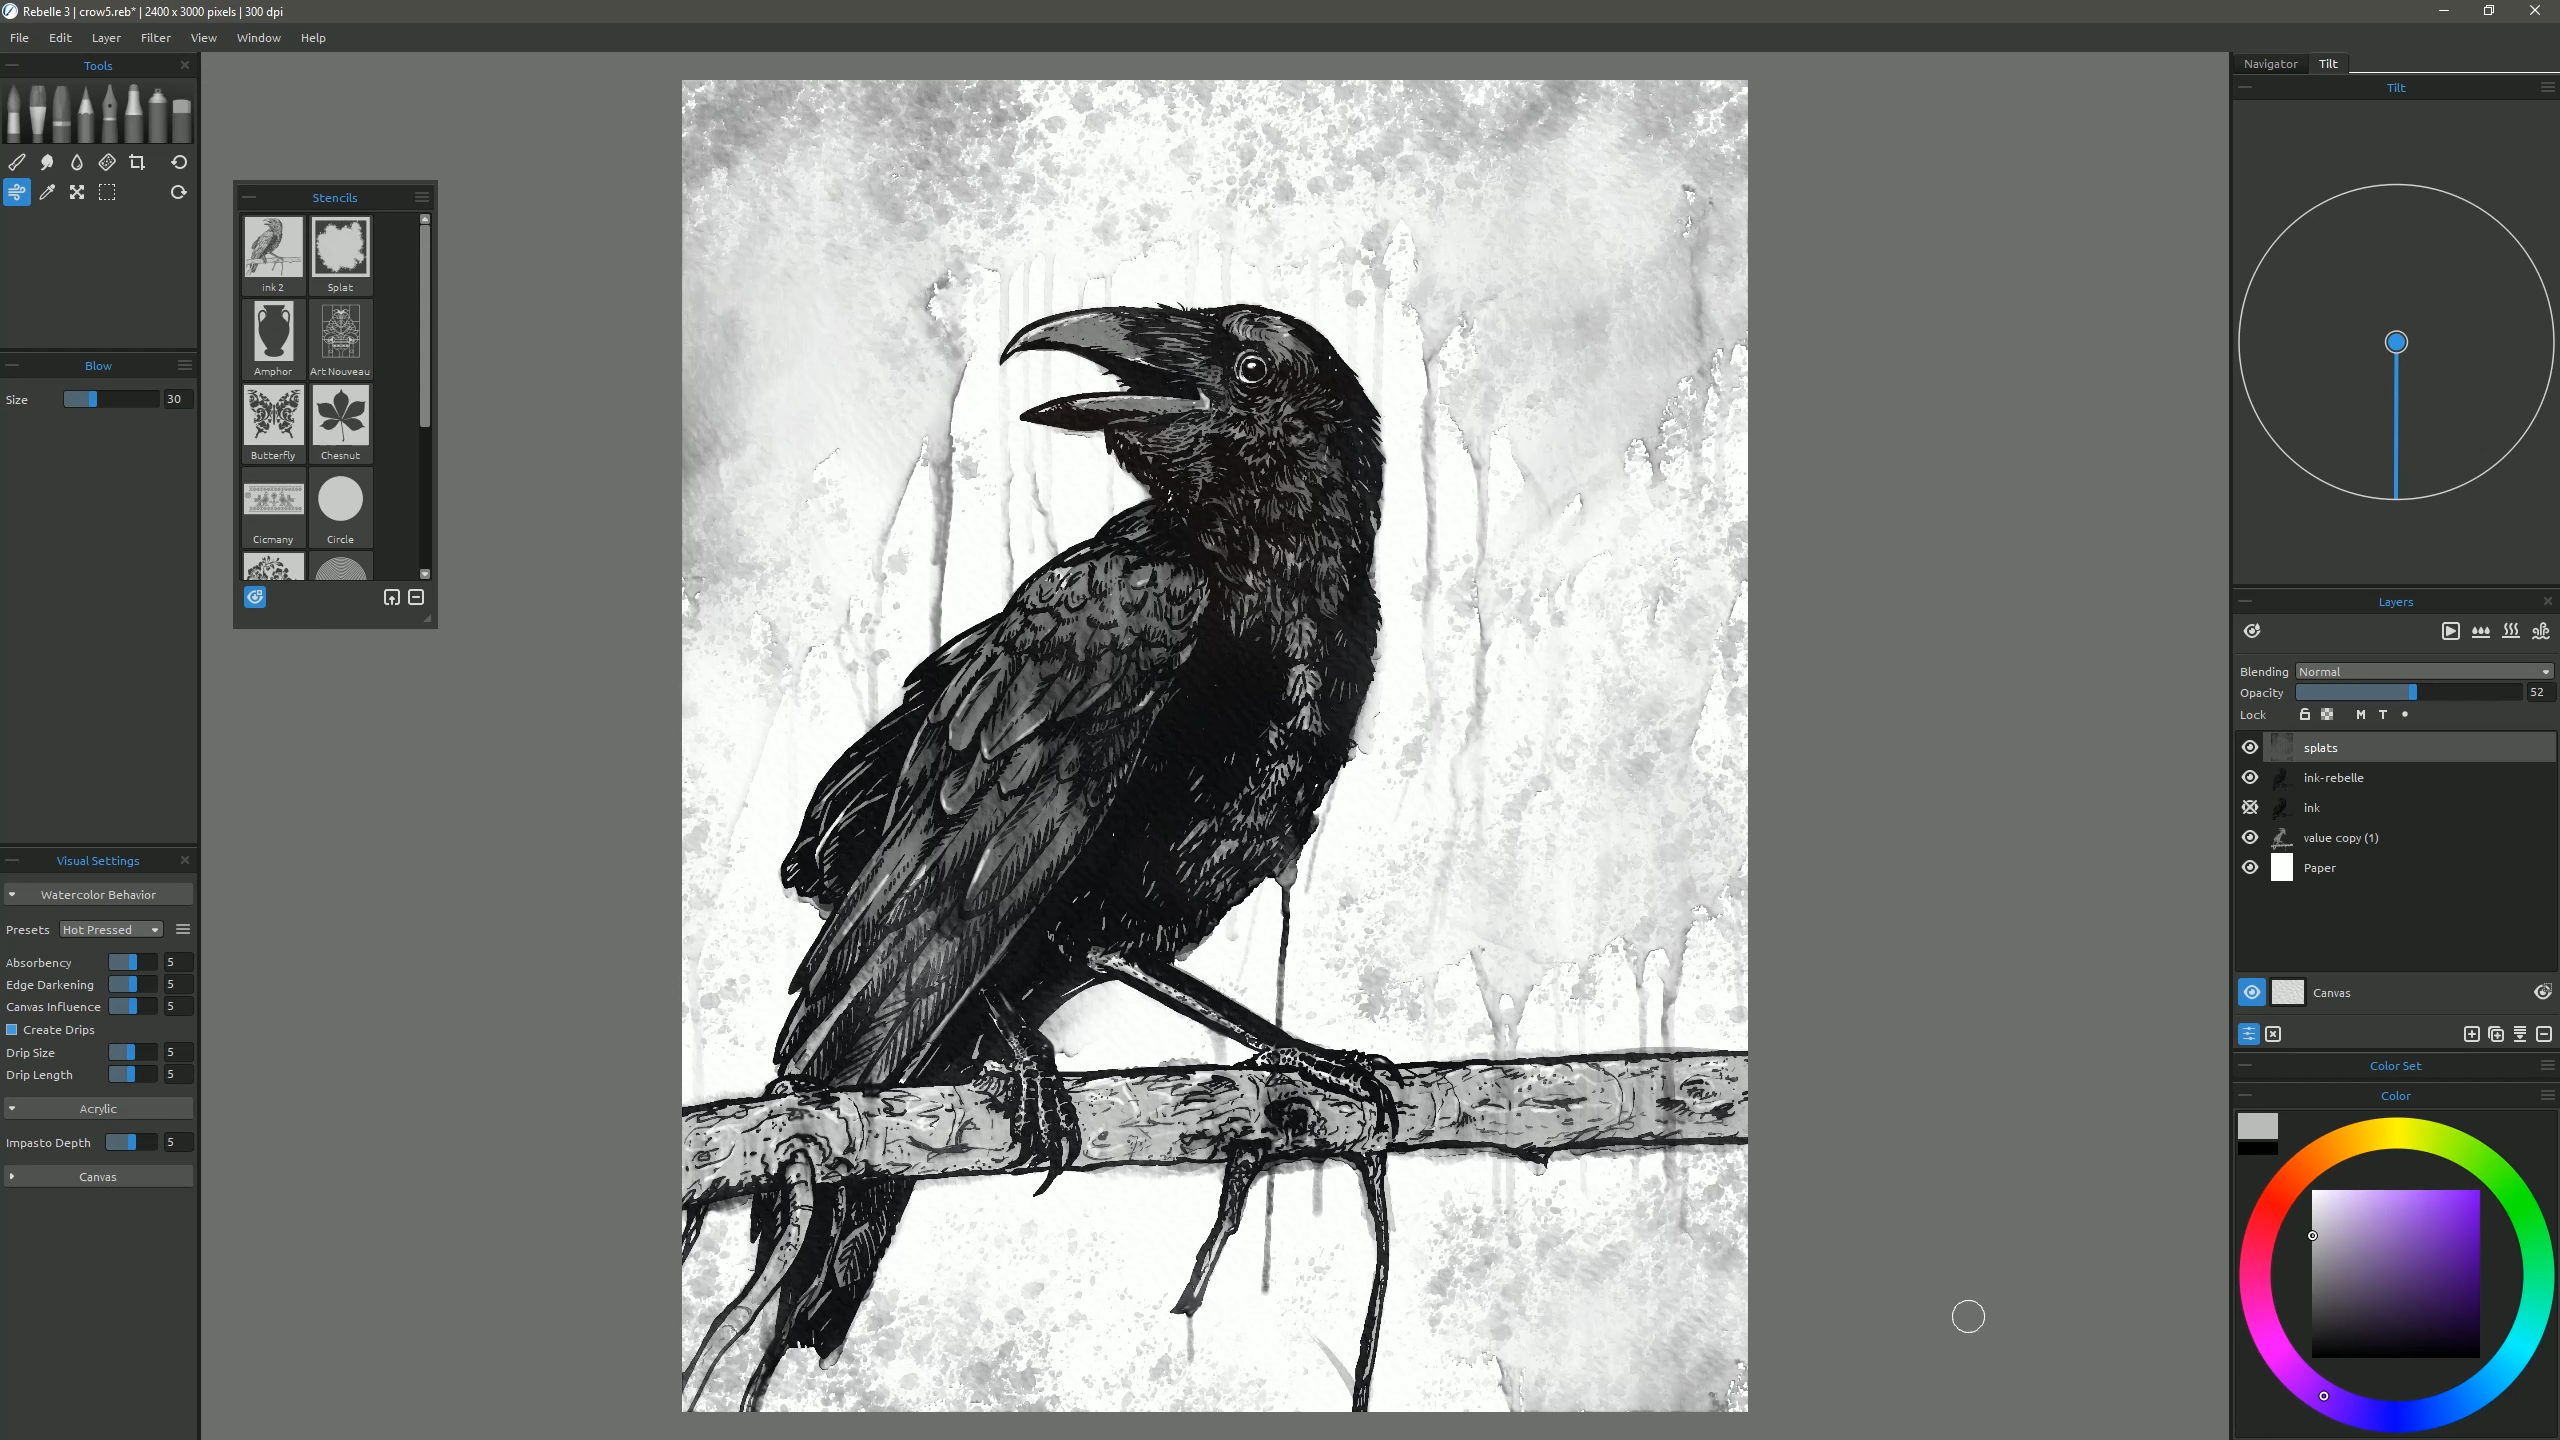 Rebelle 3 | crow5.reb* | 2400 x 3000 pixels | 300 dpi
File Edit Layer Filter View Window Help
Tools
Blow
Size 30
Visual Settings
Watercolor Behavior
Presets Hot Pressed
Absorbency 5
Edge Darkening 5
Canvas Influence 5
Create Drips
Drip Size 5
Drip Length 5
Acrylic
Impasto Depth 5
Canvas
Stencils
ink 2 Splat
Amphor Art Nouveau
Butterfly Chesnut
Cicmany Circle
Navigator Tilt
Tilt
Layers
Blending Normal
Opacity 52
Lock M T
splats
ink-rebelle
ink
value copy (1)
Paper
Canvas
Color Set
Color